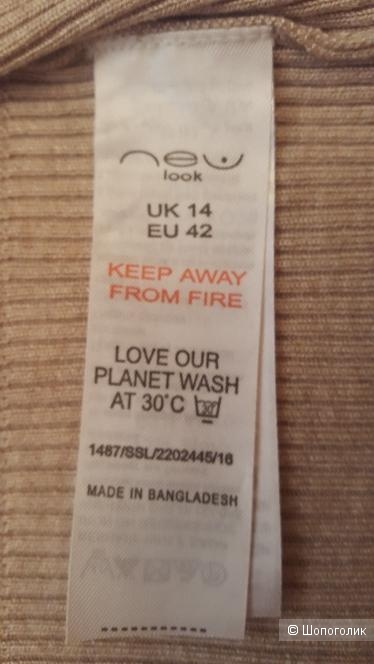 new
look
UK 14
EU 42
KEEP AWAY
FROM FIRE
LOVE OUR
PLANET WASH
AT 30°C 30
1487/SSL/2202445/16
MADE IN BANGLADESH
© Шопоголик